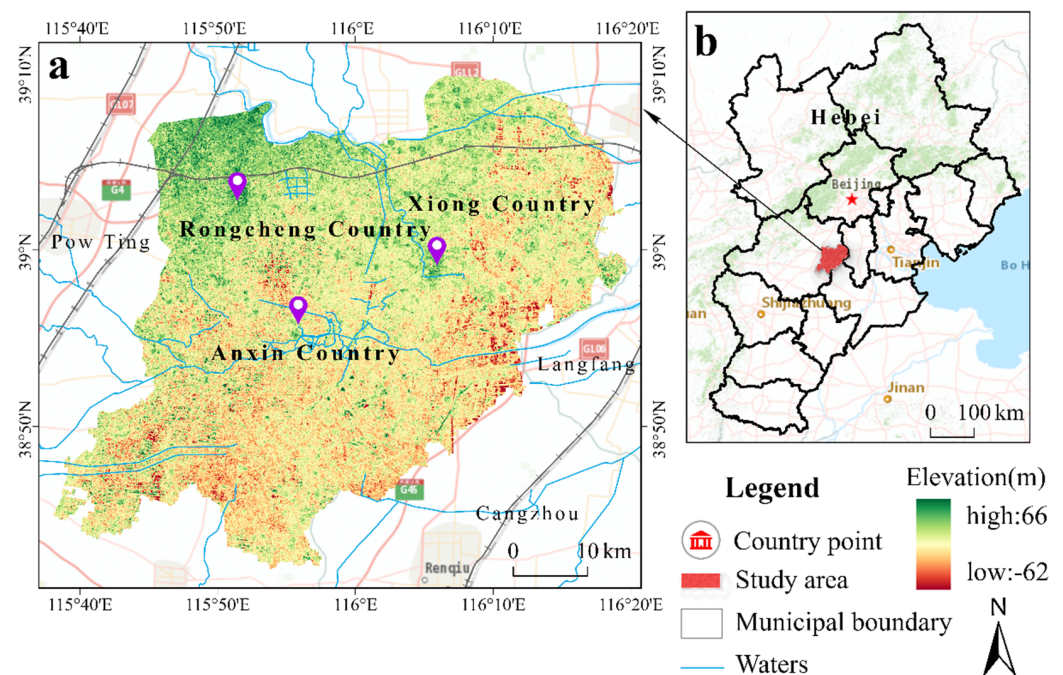 115°40′E
115°50′E
116°E
116°10′E
116°20′E
a
39°10′N
39°10′N
G112
G107
G4
Xiong Country
Rongcheng Country
Pow Ting
39°N
39°N
Anxin Country
Langfang
38°50′N
38°50′N
G45
Cangzhou
0 10 km
Renqiu
115°40′E
115°50′E
116°E
116°10′E
116°20′E
b
Hebei
Beijing
Tianjin
Bo H
Shijiazhuang
uan
Jinan
0 100 km
Legend
Country point
Study area
Municipal boundary
Waters
Elevation(m)
high:66
low:-62
N